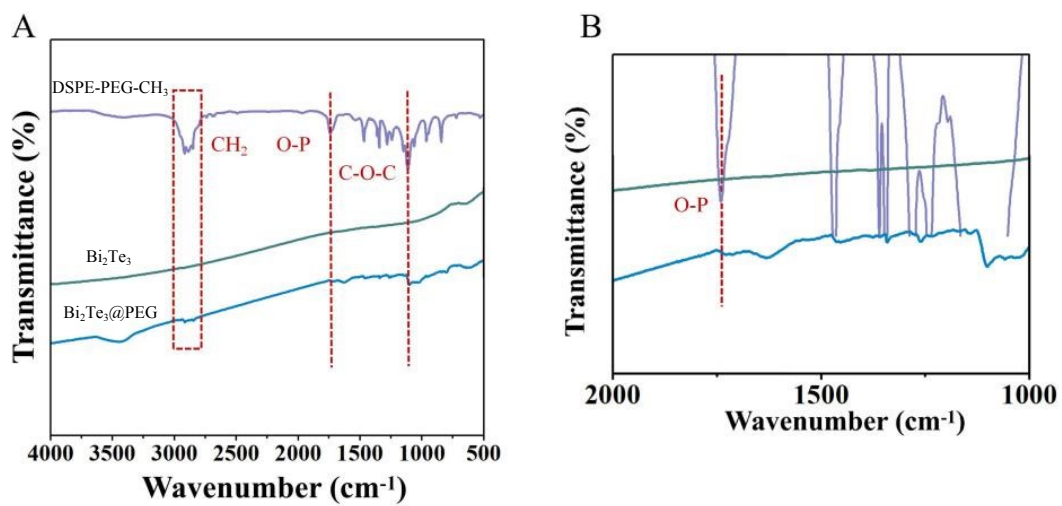 A
Transmittance (%)
DSPE-PEG-CH₃
CH₂
O-P
C-O-C
Bi₂Te₃
Bi₂Te₃@PEG
4000 3500 3000 2500 2000 1500 1000 500
Wavenumber (cm⁻¹)
B
Transmittance (%)
O-P
2000 1500 1000
Wavenumber (cm⁻¹)